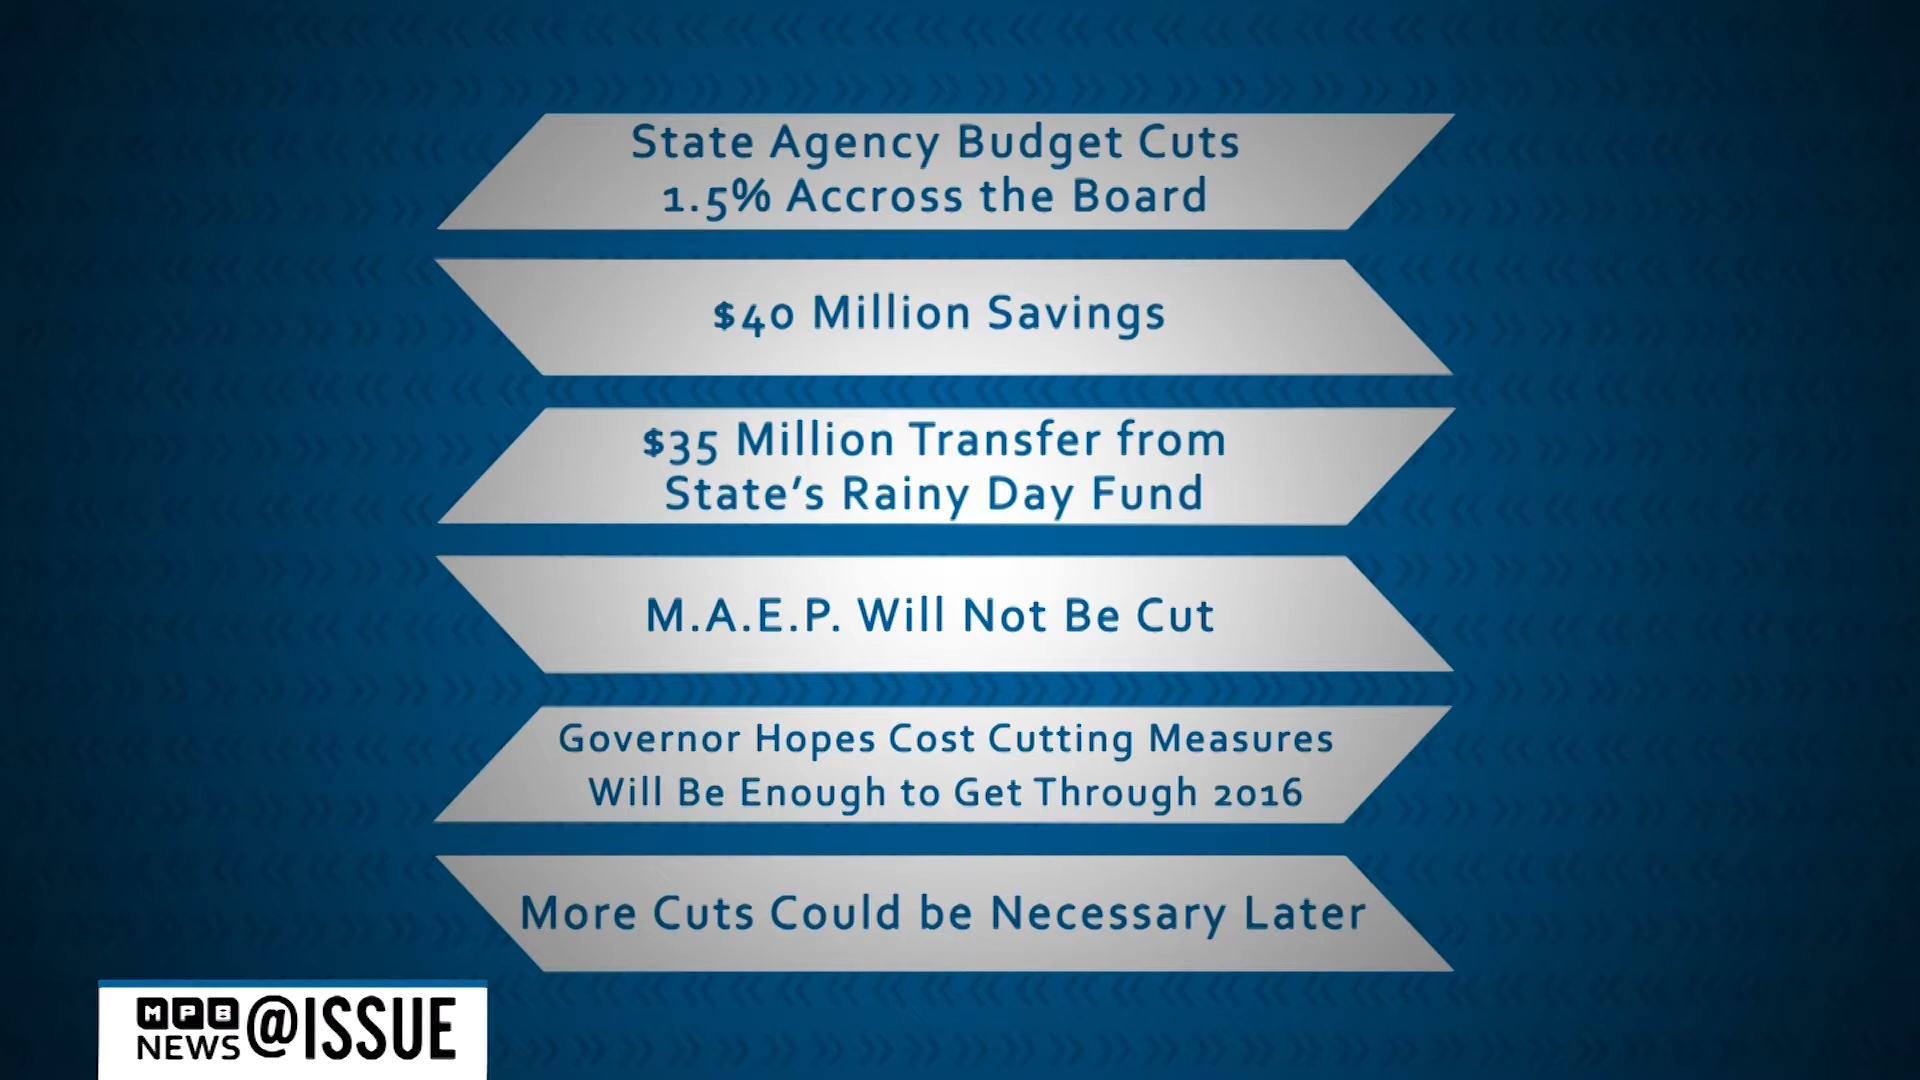 State Agency Budget Cuts
1.5% Accross the Board
$40 Million Savings
$35 Million Transfer from
State’s Rainy Day Fund
M.A.E.P. Will Not Be Cut
Governor Hopes Cost Cutting Measures
Will Be Enough to Get Through 2016
More Cuts Could be Necessary Later
MPB
NEWS @ISSUE